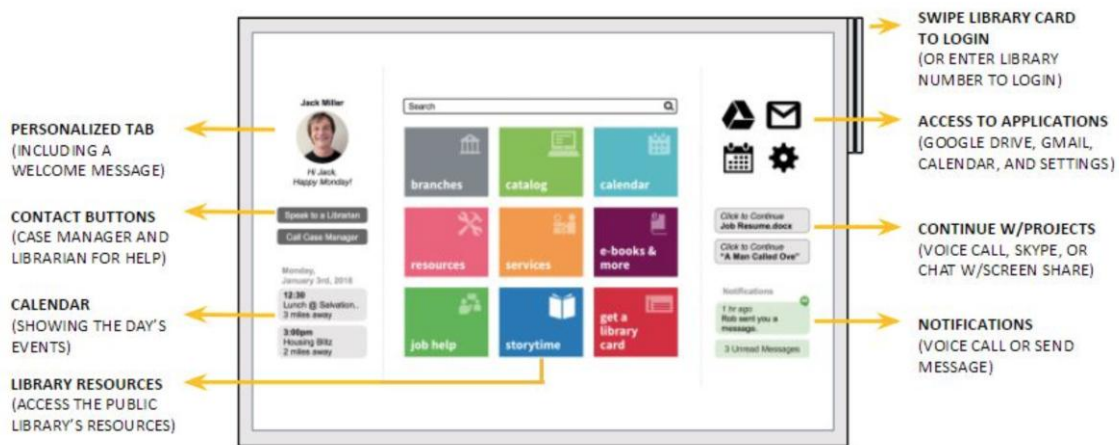 PERSONALIZED TAB
(INCLUDING A
WELCOME MESSAGE)
CONTACT BUTTONS
(CASE MANAGER AND
LIBRARIAN FOR HELP)
CALENDAR
(SHOWING THE DAY'S
EVENTS)
LIBRARY RESOURCES
(ACCESS THE PUBLIC
LIBRARY'S RESOURCES)
Jack Miller
Hi Jack,
Happy Monday!
Speak to a Librarian
Call Case Manager
Monday,
January 3rd, 2018
12:30
Lunch @ Salvation..
3 miles away
3:00pm
Housing Blitz
2 miles away
Search
branches
catalog
calendar
resources
services
e-books &
more
job help
storytime
get a
library
card
Click to Continue
Job Resume.docx
Click to Continue
"A Man Called Ove"
Notifications
1 hr ago
Rob sent you a
message.
3 Unread Messages
SWIPE LIBRARY CARD
TO LOGIN
(OR ENTER LIBRARY
NUMBER TO LOGIN)
ACCESS TO APPLICATIONS
(GOOGLE DRIVE, GMAIL,
CALENDAR, AND SETTINGS)
CONTINUE W/PROJECTS
(VOICE CALL, SKYPE, OR
CHAT W/SCREEN SHARE)
NOTIFICATIONS
(VOICE CALL OR SEND
MESSAGE)